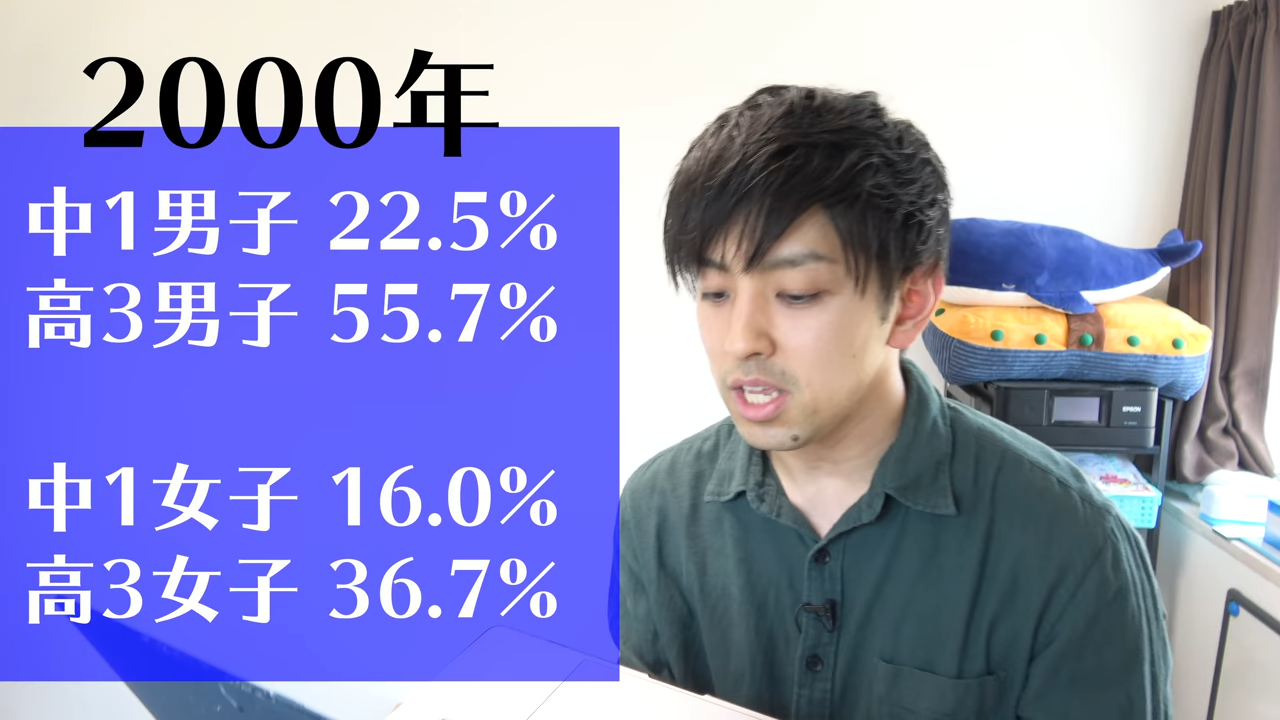 2000年
中1男子 22.5%
高3男子 55.7%
中1女子 16.0%
高3女子 36.7%
EPSON